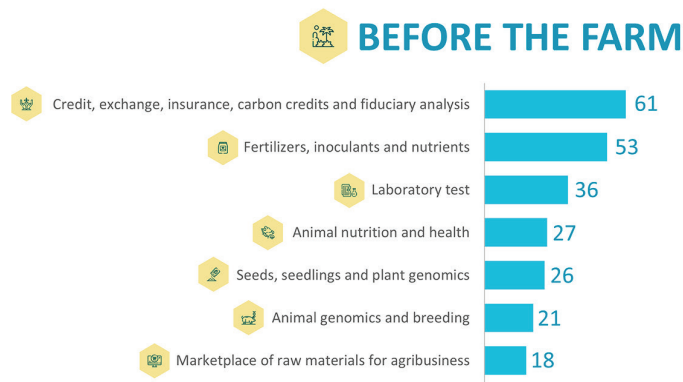 BEFORE THE FARM
Credit, exchange, insurance, carbon credits and fiduciary analysis 61
Fertilizers, inoculants and nutrients 53
Laboratory test 36
Animal nutrition and health 27
Seeds, seedlings and plant genomics 26
Animal genomics and breeding 21
Marketplace of raw materials for agribusiness 18